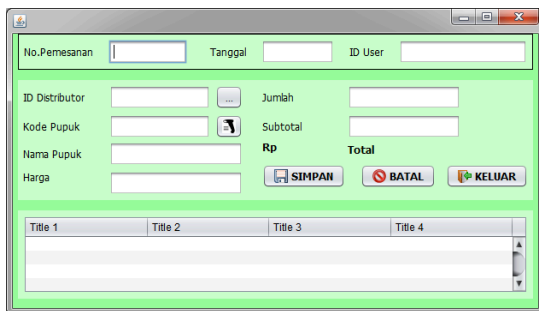 No.Pemesanan Tanggal ID User
ID Distributor ... Jumlah
Kode Pupuk Subtotal
Nama Pupuk Rp Total
Harga SIMPAN BATAL KELUAR
Title 1 Title 2 Title 3 Title 4